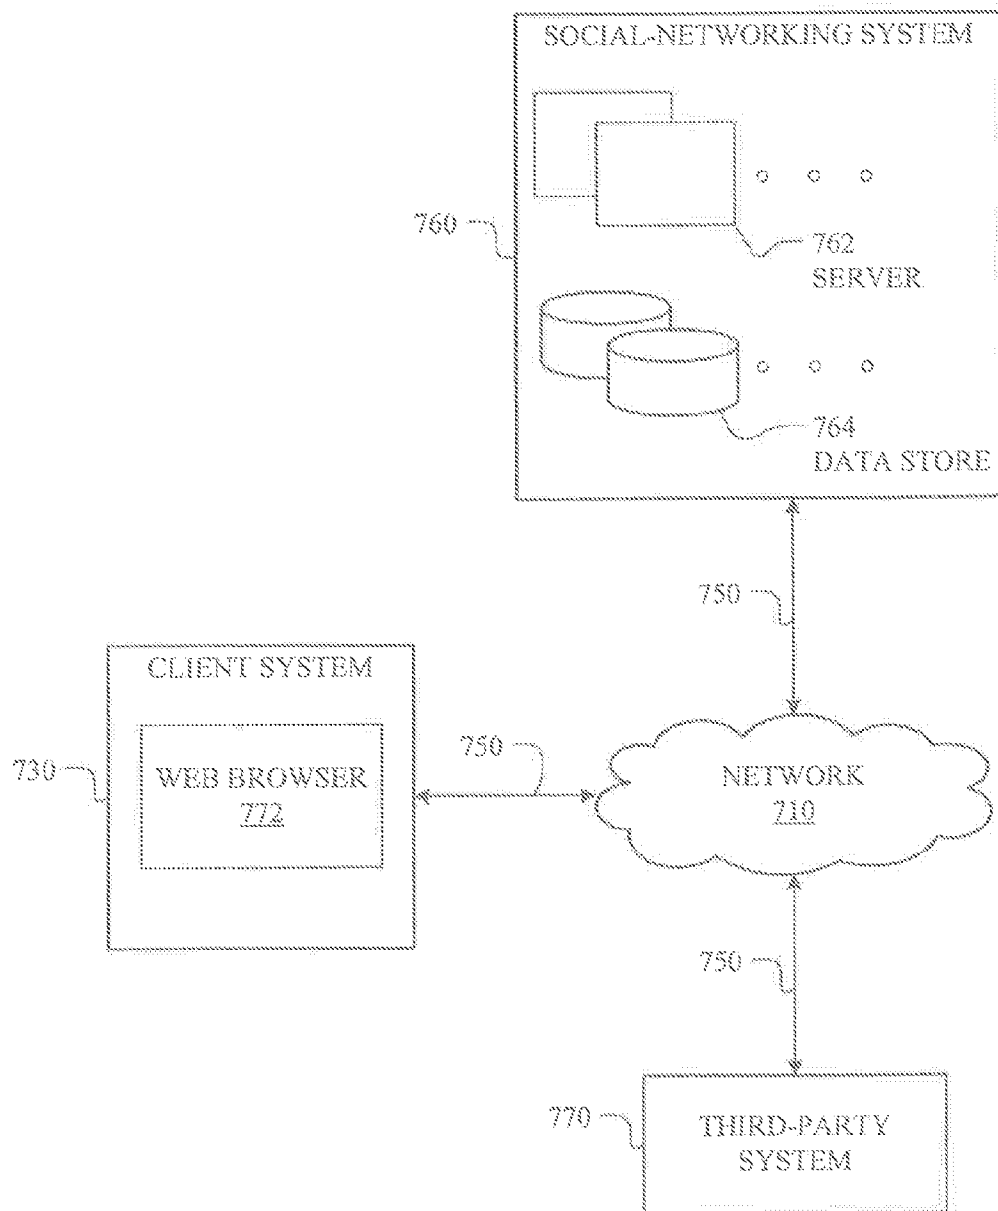 SOCIAL-NETWORKING SYSTEM
760
762
SERVER
764
DATA STORE
750
CLIENT SYSTEM
730
WEB BROWSER
772
750
NETWORK
710
750
770
THIRD-PARTY
SYSTEM